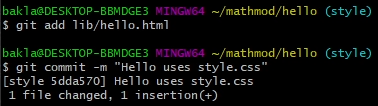 bakla@DESKTOP-BBMDGE3 MINGW64 ~/mathmod/hello (style)
$ git add lib/hello.html
bakla@DESKTOP-BBMDGE3 MINGW64 ~/mathmod/hello (style)
$ git commit -m "Hello uses style.css"
[style 5dda570] Hello uses style.css
 1 file changed, 1 insertion(+)